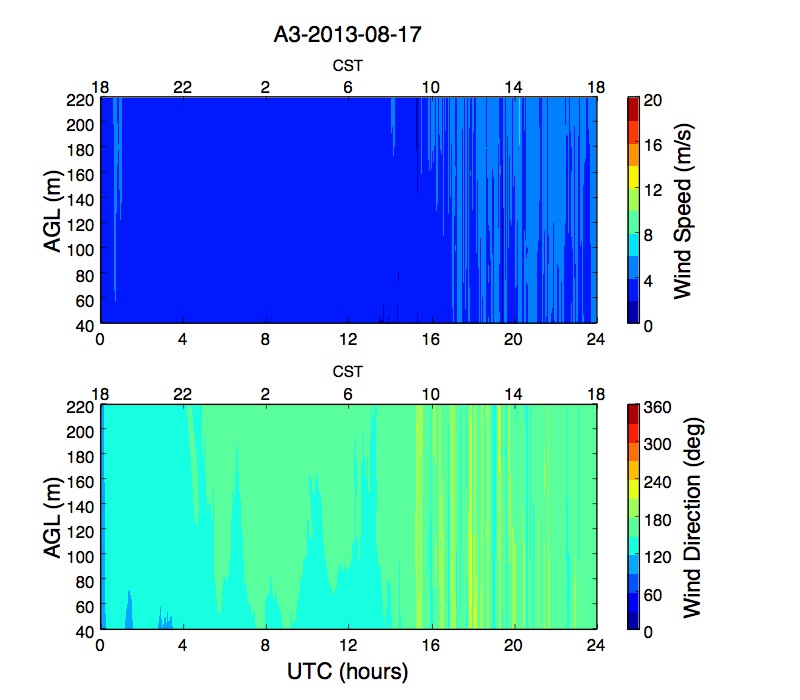 A3-2013-08-17
CST
18 22 2 6 10 14 18
220
200
180
160
140
120
100
80
60
40
AGL (m)
0 4 8 12 16 20 24
20
16
12
8
4
0
Wind Speed (m/s)
CST
18 22 2 6 10 14 18
220
200
180
160
140
120
100
80
60
40
AGL (m)
0 4 8 12 16 20 24
UTC (hours)
360
300
240
180
120
60
0
Wind Direction (deg)